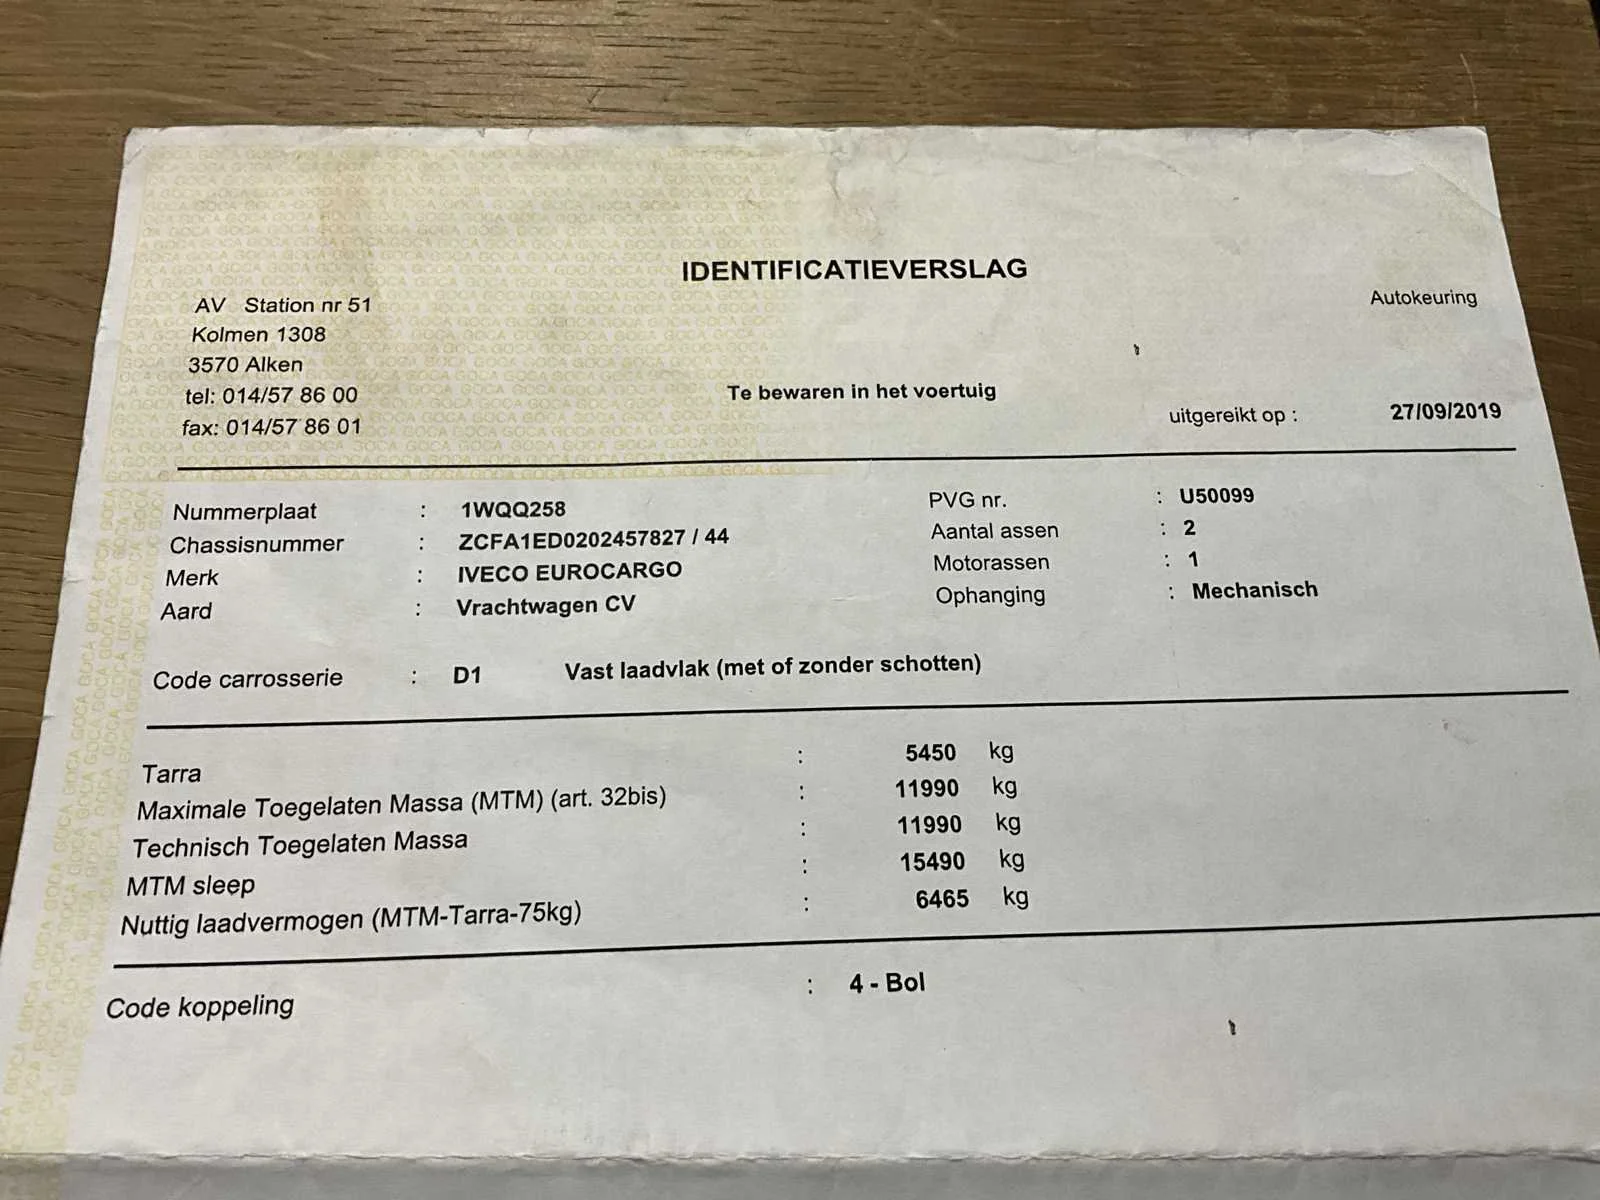 IDENTIFICATIEVERSLAG
AV Station nr 51
Kolmen 1308
3570 Alken
tel: 014/57 86 00
fax: 014/57 86 01
Autokeuring
Te bewaren in het voertuig
uitgereikt op : 27/09/2019
Nummerplaat : 1WQQ258
Chassisnummer : ZCFA1ED0202457827 / 44
Merk : IVECO EUROCARGO
Aard : Vrachtwagen CV
PVG nr. : U50099
Aantal assen : 2
Motorassen : 1
Ophanging : Mechanisch
Code carrosserie : D1 Vast laadvlak (met of zonder schotten)
Tarra : 5450 kg
Maximale Toegelaten Massa (MTM) (art. 32bis) : 11990 kg
Technisch Toegelaten Massa : 11990 kg
MTM sleep : 15490 kg
Nuttig laadvermogen (MTM-Tarra-75kg) : 6465 kg
Code koppeling : 4 - Bol